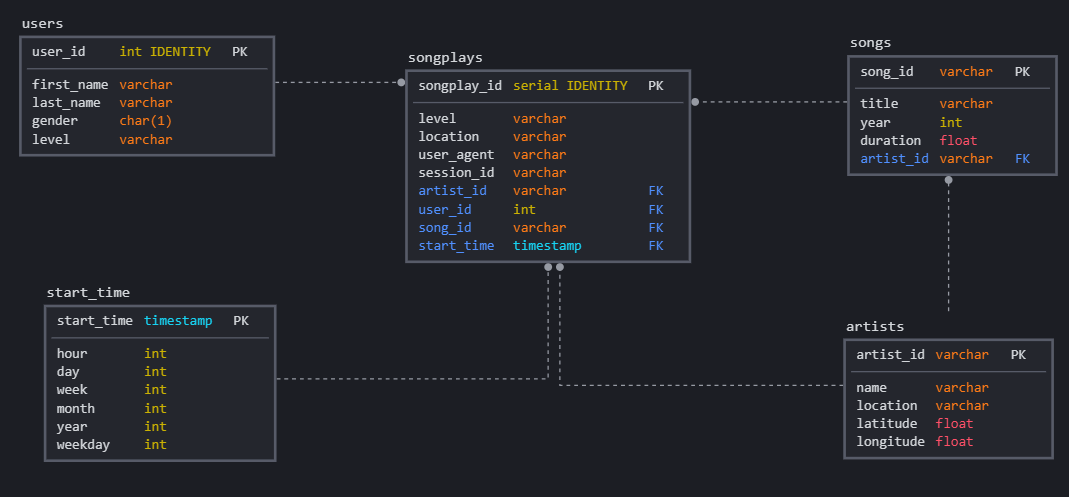 users
user_id int IDENTITY PK
first_name varchar
last_name varchar
gender char(1)
level varchar
songplays
songplay_id serial IDENTITY PK
level varchar
location varchar
user_agent varchar
session_id varchar
artist_id varchar FK
user_id int FK
song_id varchar FK
start_time timestamp FK
songs
song_id varchar PK
title varchar
year int
duration float
artist_id varchar FK
start_time
start_time timestamp PK
hour int
day int
week int
month int
year int
weekday int
artists
artist_id varchar PK
name varchar
location varchar
latitude float
longitude float